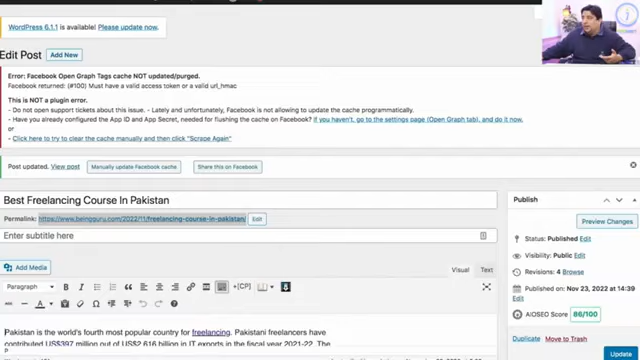 WordPress 6.1.1 is available! Please update now.
Edit Post Add New
Error: Facebook Open Graph Tags cache NOT updated/purged.
Facebook returned: (#100) Must have a valid access token or a valid url_hmac
This is NOT a plugin error.
- Do not open support tickets about this issue. - Lately and unfortunately, Facebook is not allowing to update the cache programmatically.
- Have you already configured the App ID and App Secret, needed for flushing the cache on Facebook? if you haven't, go to the settings page (Open Graph tab), and do it now.
or
- Click here to try to clear the cache manually and then click "Scrape Again"
Post updated. View post Manually update Facebook cache Share this on Facebook
Best Freelancing Course In Pakistan
Permalink: https://www.beingguru.com/2022/11/freelancing-course-in-pakistan/ Edit
Enter subtitle here
Add Media
Visual Text
Paragraph B I +[CP]
A Ω
Pakistan is the world's fourth most popular country for freelancing. Pakistani freelancers have
contributed US$397 million out of US$2.616 billion in IT exports in the fiscal year 2021-22. The
P
Publish
Preview Changes
Status: Published Edit
Visibility: Public Edit
Revisions: 4 Browse
Published on: Nov 23, 2022 at 14:39
Edit
AIOSEO Score 86/100
Duplicate Move to Trash
Update